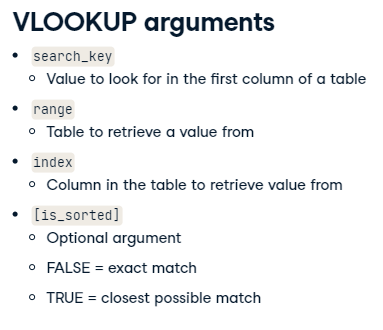 VLOOKUP arguments
• search_key
○ Value to look for in the first column of a table
• range
○ Table to retrieve a value from
• index
○ Column in the table to retrieve value from
• [is_sorted]
○ Optional argument
○ FALSE = exact match
○ TRUE = closest possible match